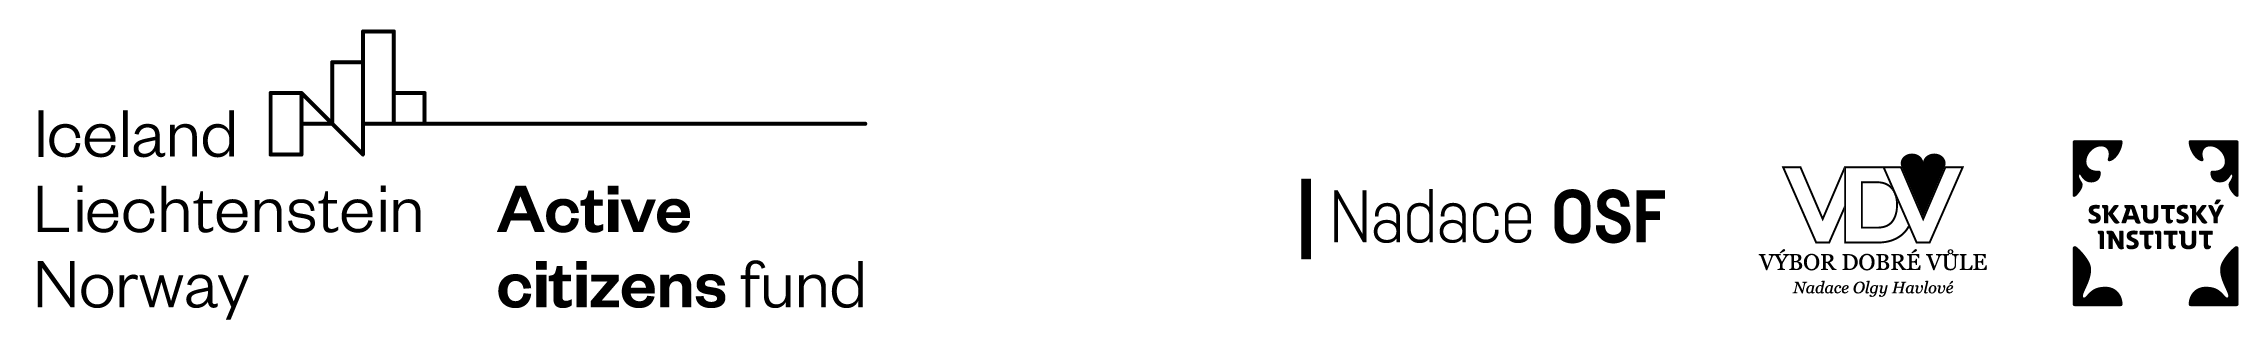 Iceland
Liechtenstein
Norway
Active
citizens fund
Nadace OSF
VDV
VÝBOR DOBRÉ VŮLE
Nadace Olgy Havlové
SKAUTSKÝ
INSTITUT